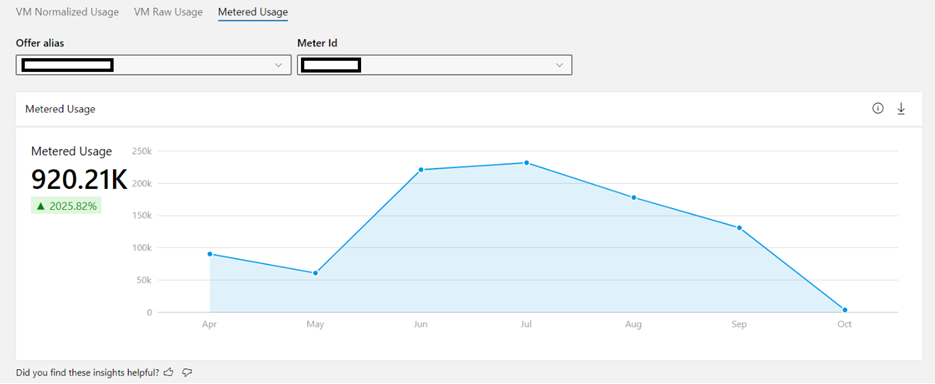 VM Normalized Usage VM Raw Usage Metered Usage
Offer alias Meter Id
Metered Usage
Metered Usage
920.21K
▲ 2025.82%
250k
200k
150k
100k
50k
0
Apr May Jun Jul Aug Sep Oct
Did you find these insights helpful?